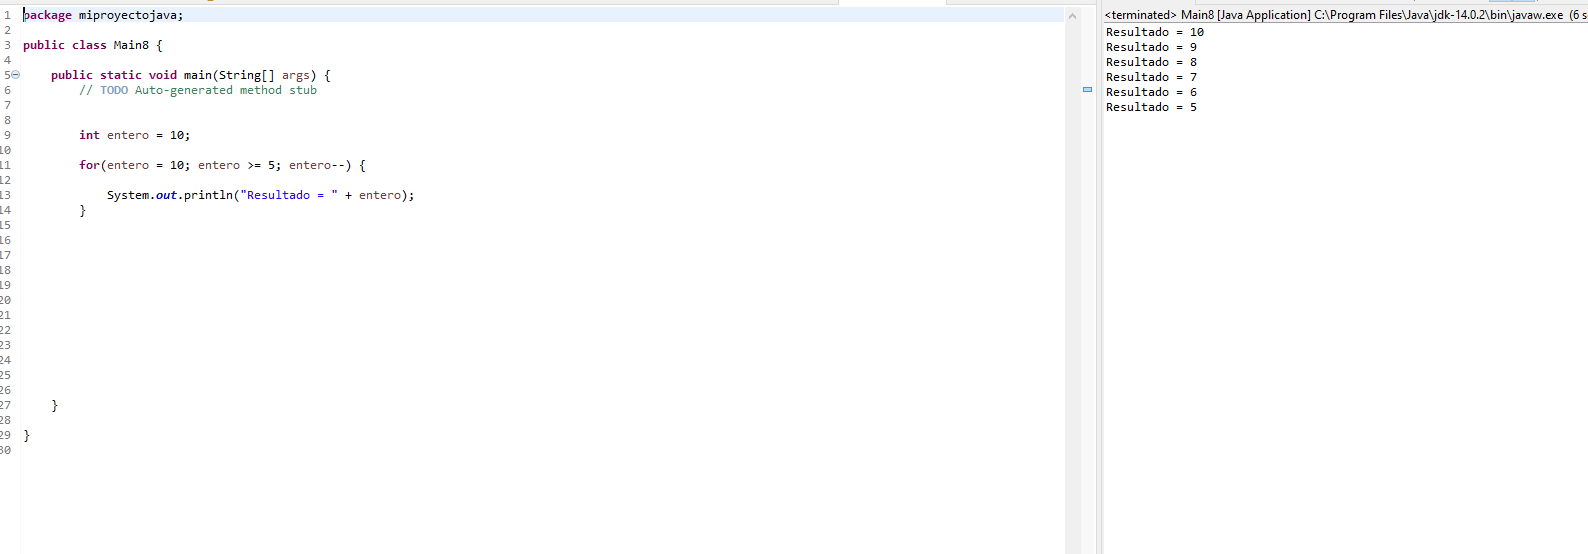 1 package miproyectojava;
2
3 public class Main8 {
4
5 public static void main(String[] args) {
6 // TODO Auto-generated method stub
7
8
9 int entero = 10;
10
11 for(entero = 10; entero >= 5; entero--) {
12
13 System.out.println("Resultado = " + entero);
14 }
15
16
17
18
19
20
21
22
23
24
25
26
27 }
28
29 }
30
<terminated> Main8 [Java Application] C:\Program Files\Java\jdk-14.0.2\bin\javaw.exe (6 s
Resultado = 10
Resultado = 9
Resultado = 8
Resultado = 7
Resultado = 6
Resultado = 5